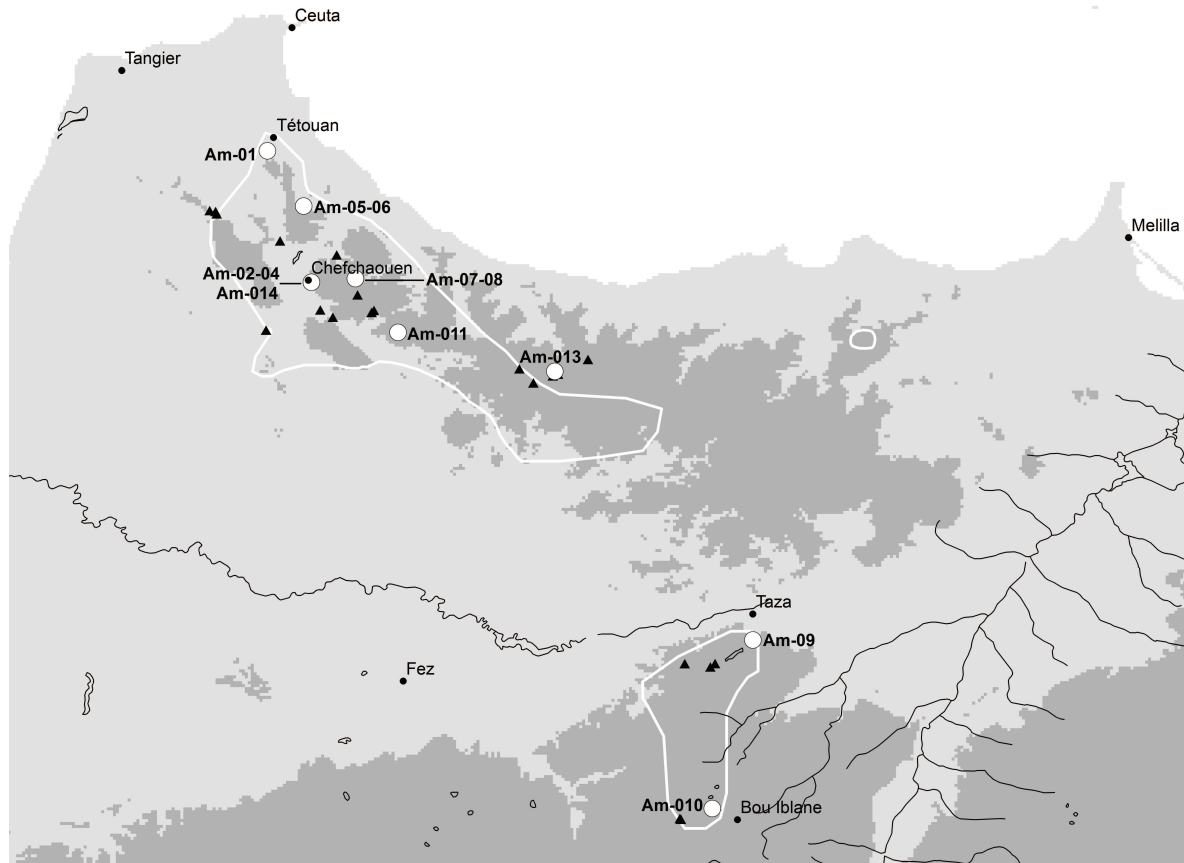 Ceuta
Tangier
Tétouan
Am-01
Am-05-06
Melilla
Chefchaouen
Am-02-04
Am-014
Am-07-08
Am-011
Am-013
Taza
Am-09
Fez
Am-010
Bou Iblane